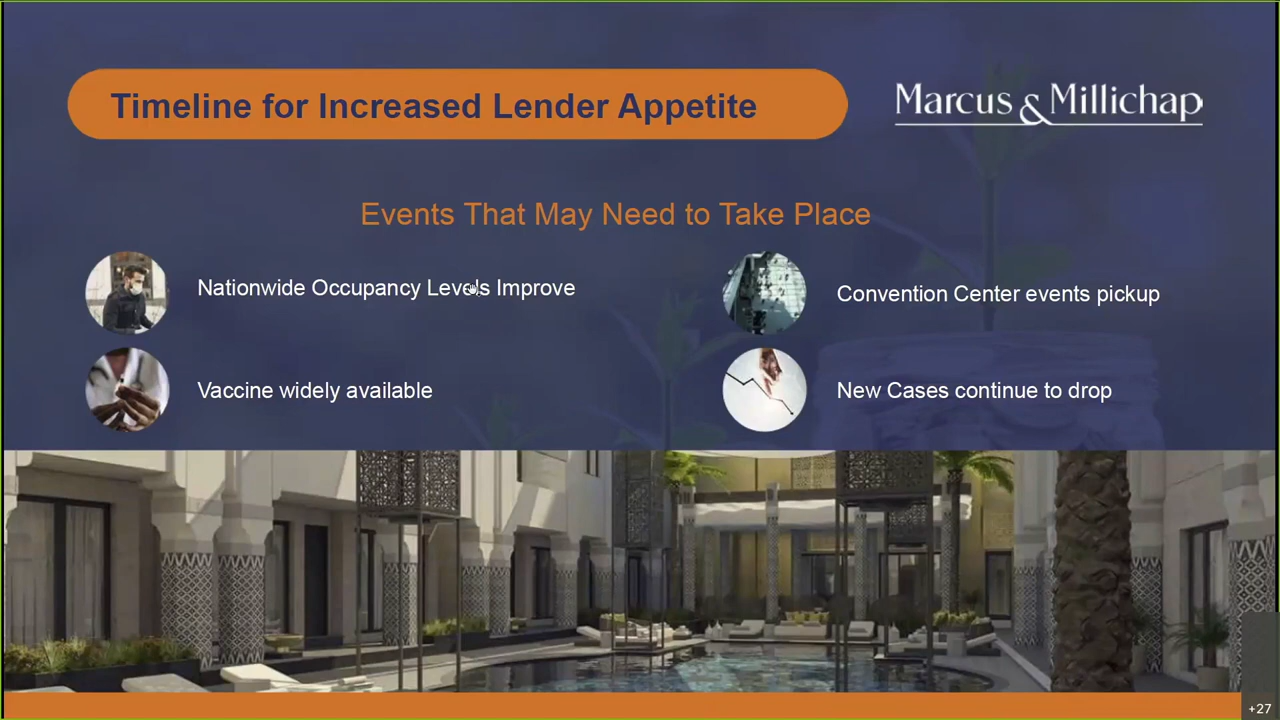 Timeline for Increased Lender Appetite
Marcus & Millichap
Events That May Need to Take Place
Nationwide Occupancy Levels Improve
Convention Center events pickup
Vaccine widely available
New Cases continue to drop
+27